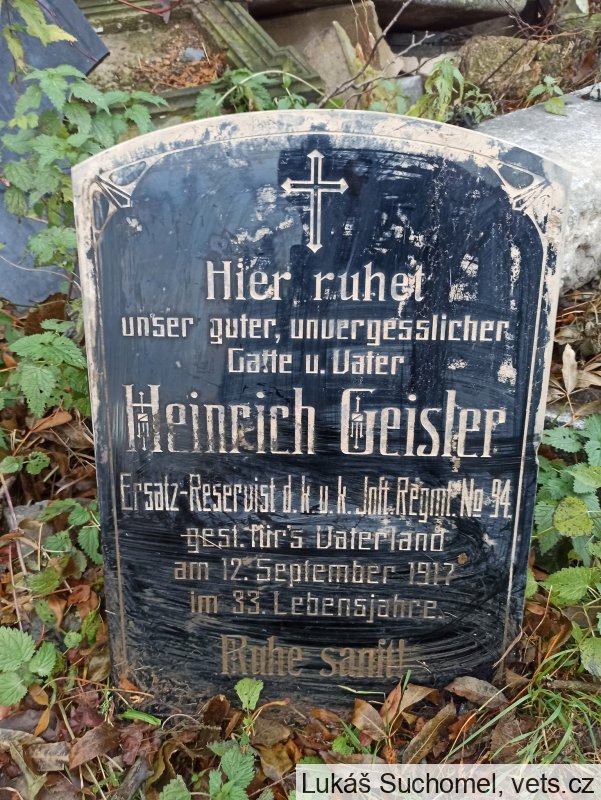 Hier ruhet
unser guter, unvergesslicher
Gatte u. Vater
Heinrich Geisler
Ersatz-Reservist d. k. u. k. Jnft. Regmt. No 94.
gest. für's Vaterland
am 12. September 1917
im 33. Lebensjahre.
Ruhe sanft!
Lukáš Suchomel, vets.cz